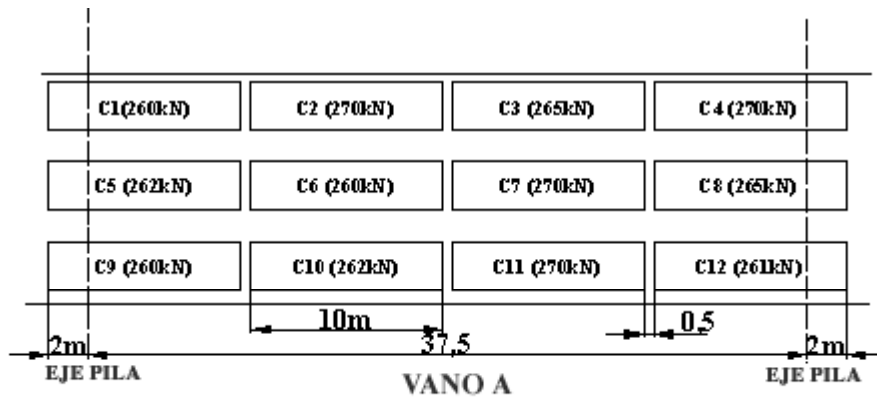 C1(260kN) C2 (270kN) C3 (265kN) C4 (270kN)
C5 (262kN) C6 (260kN) C7 (270kN) C8 (265kN)
C9 (260kN) C10 (262kN) C11 (270kN) C12 (261kN)
10m 0,5
2m 37,5 2m
EJE PILA VANO A EJE PILA